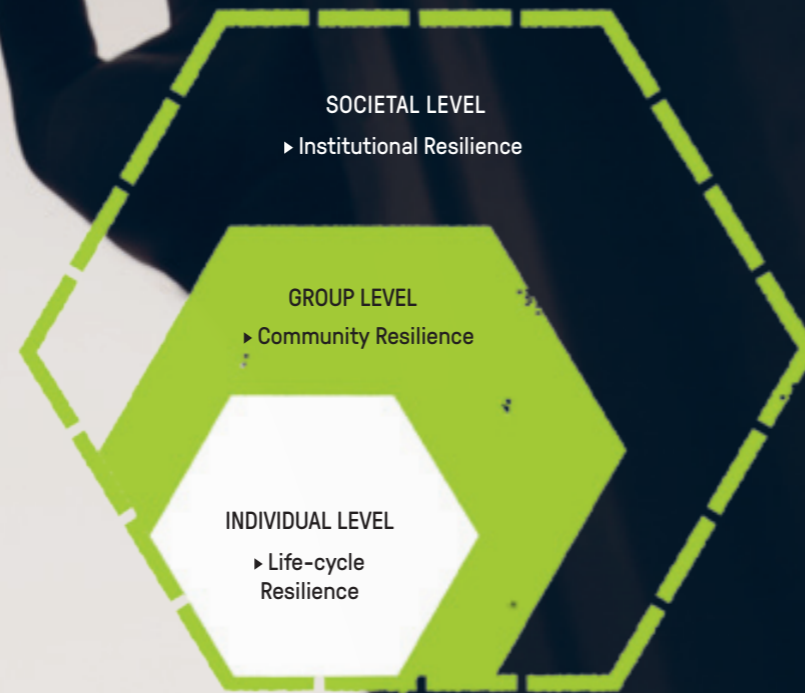 SOCIETAL LEVEL
▸ Institutional Resilience
GROUP LEVEL
▸ Community Resilience
INDIVIDUAL LEVEL
▸ Life-cycle
Resilience